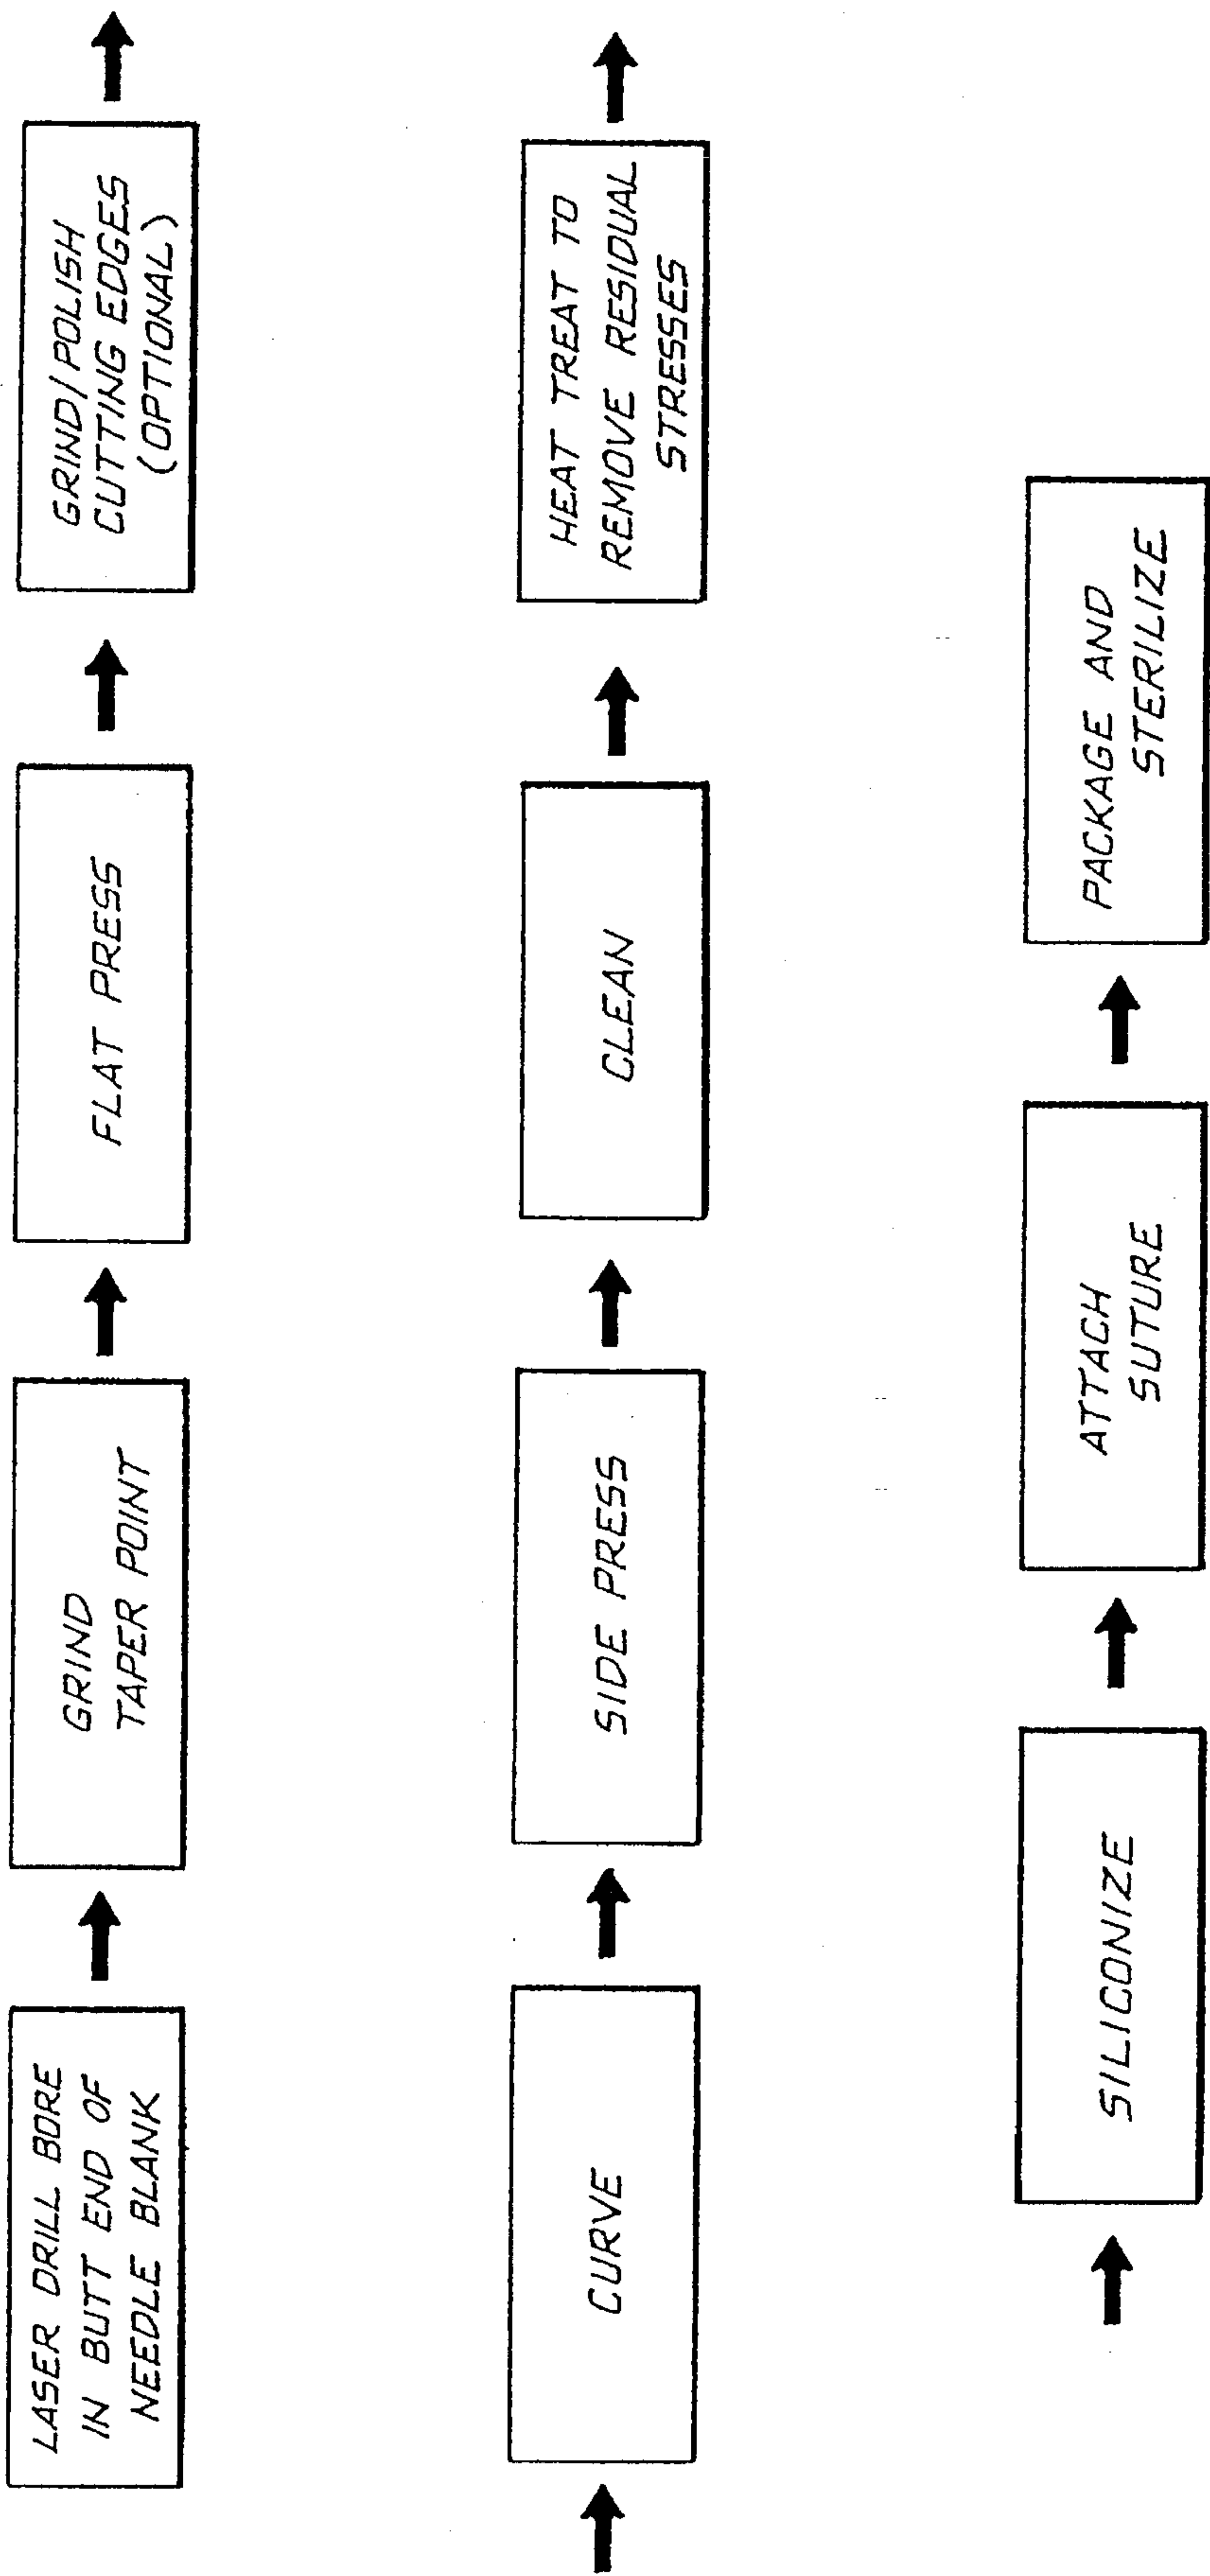 LASER DRILL BORE
IN BUTT END OF
NEEDLE BLANK
GRIND
TAPER POINT
FLAT PRESS
GRIND/POLISH
CUTTING EDGES
(OPTIONAL)
CURVE
SIDE PRESS
CLEAN
HEAT TREAT TO
REMOVE RESIDUAL
STRESSES
SILICONIZE
ATTACH
SUTURE
PACKAGE AND
STERILIZE